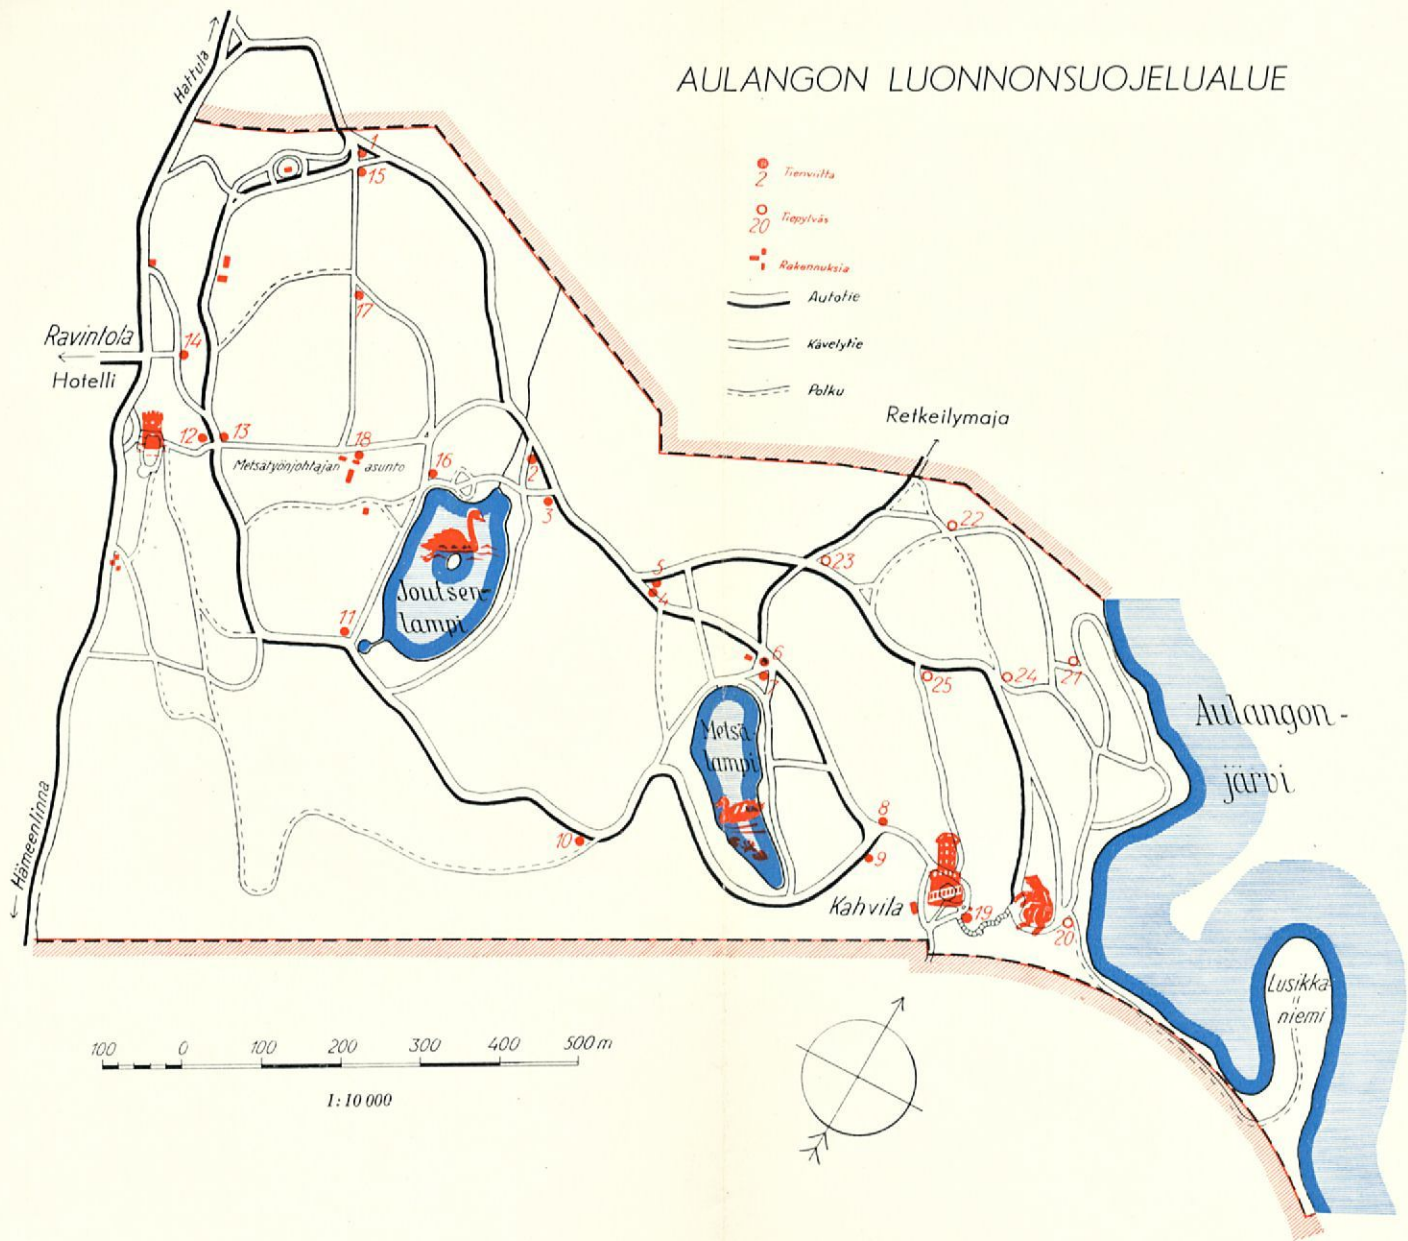 AULANGON LUONNONSUOJELUALUE
Hattula
2 Tienviitta
20 Tiepylväs
Rakennuksia
Autotie
Kävelytie
Polku
Ravintola
Hotelli
Retkeilymaja
1
15
17
14
12
13
18
Metsätyönjohtajan asunto
16
2
3
Joutsen-
lampi
5
4
11
6
7
22
23
25
24
21
Metsä-
lampi
Aulangon-
järvi
8
9
10
Kahvila
19
20
Hämeenlinna
Lusikka
niemi
100 0 100 200 300 400 500 m
1:10 000